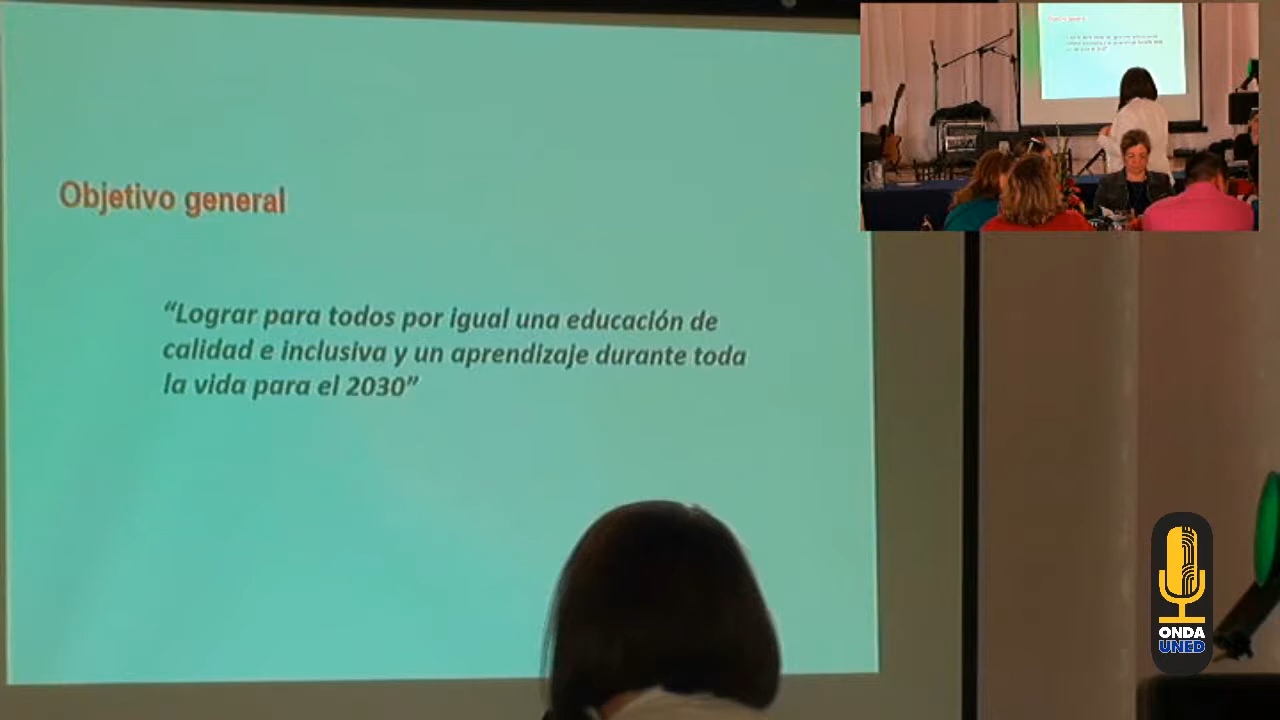 Objetivo general
“Lograr para todos por igual una educación de
calidad e inclusiva y un aprendizaje durante toda
la vida para el 2030”
ONDA
UNED